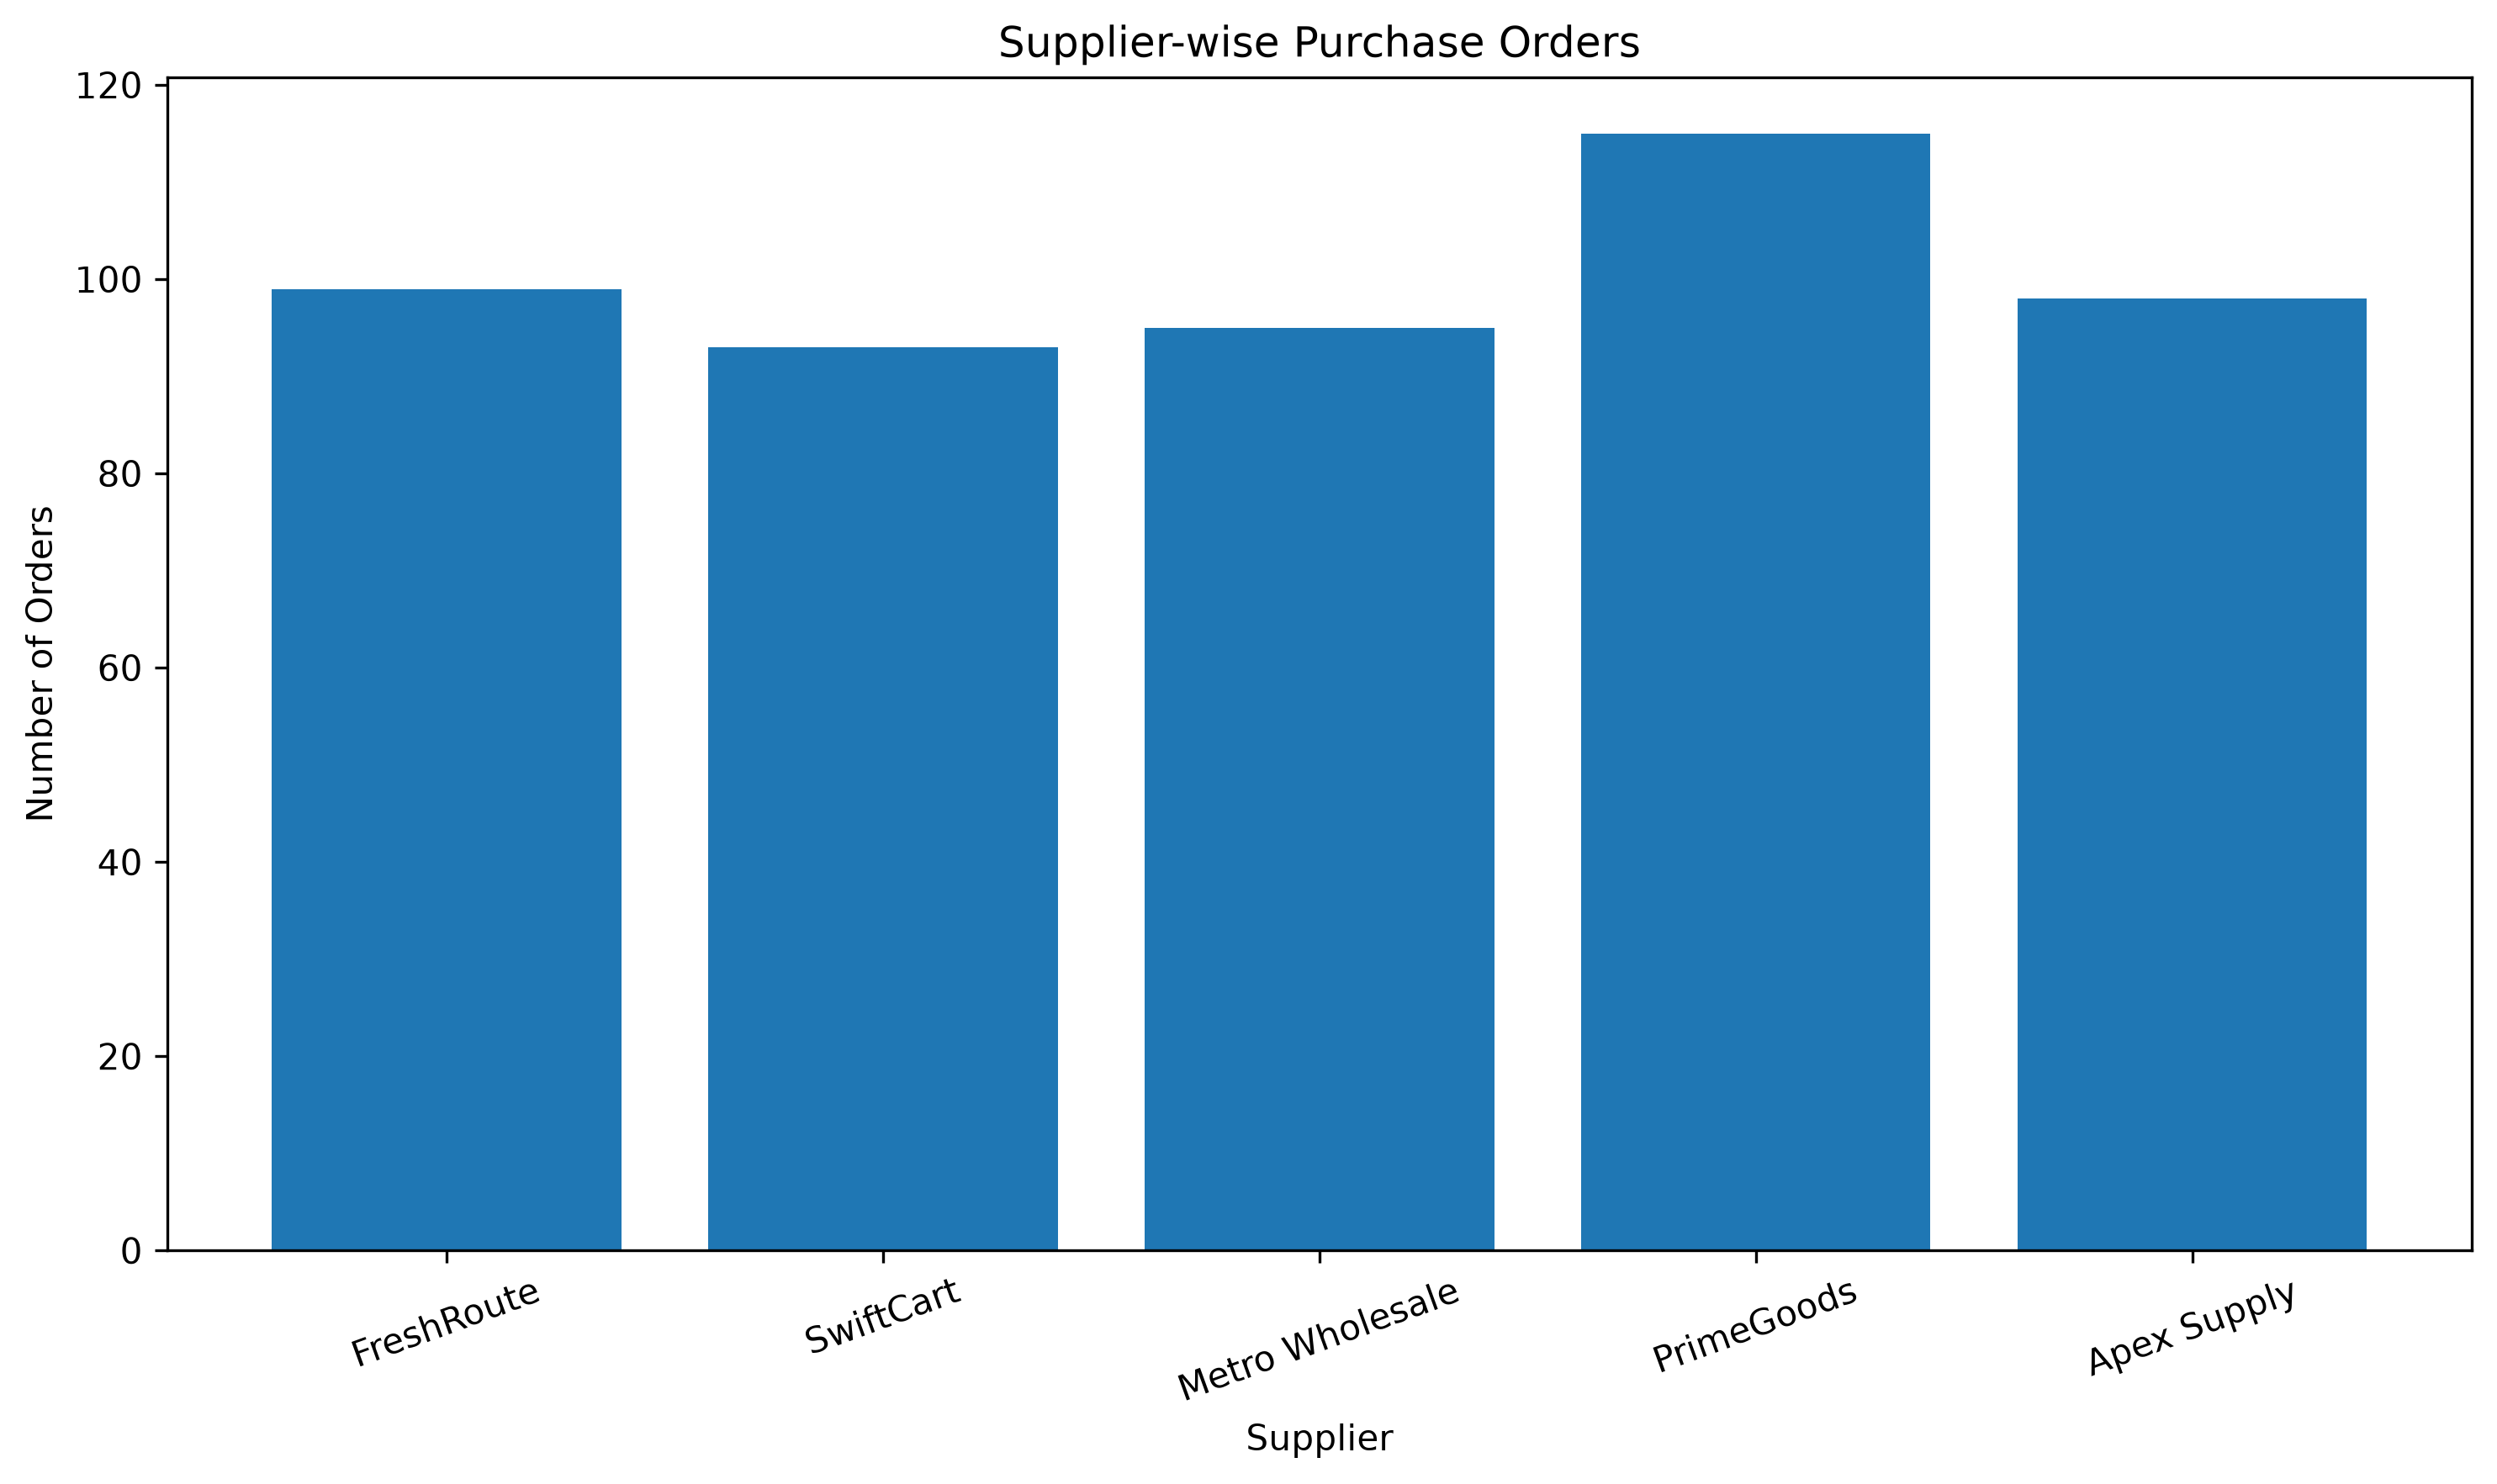 Supplier-wise Purchase Orders
120
100
80
60
40
20
0
Number of Orders
FreshRoute
SwiftCart
Metro Wholesale
PrimeGoods
Apex Supply
Supplier